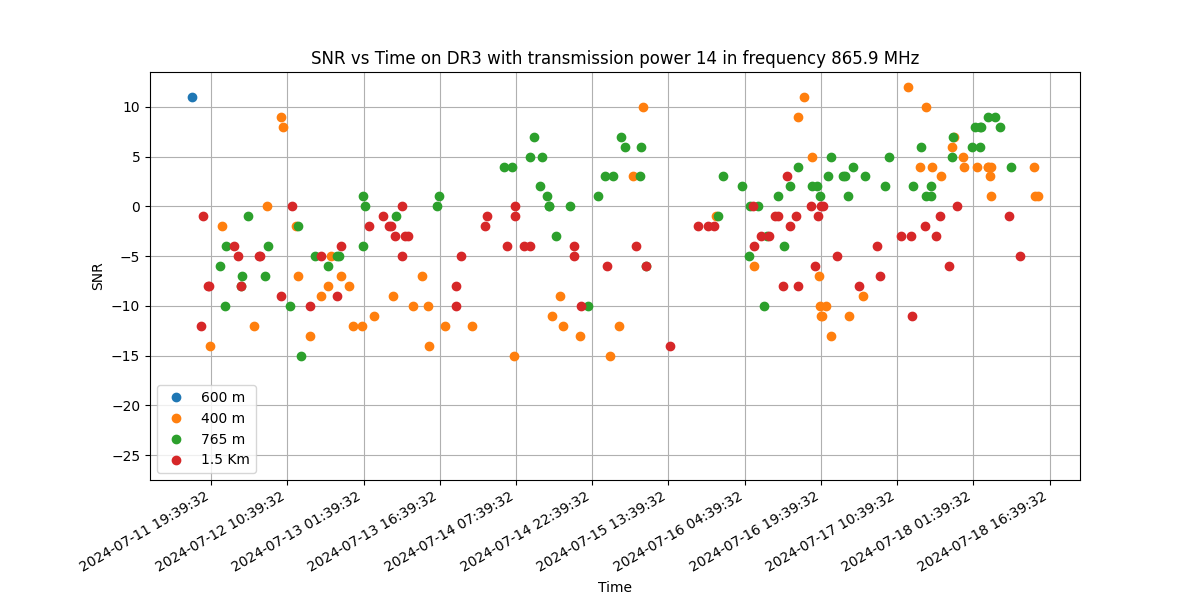 SNR vs Time on DR3 with transmission power 14 in frequency 865.9 MHz
SNR
10
5
0
−5
−10
−15
−20
−25
600 m
400 m
765 m
1.5 Km
2024-07-11 19:39:32
2024-07-12 10:39:32
2024-07-13 01:39:32
2024-07-13 16:39:32
2024-07-14 07:39:32
2024-07-14 22:39:32
2024-07-15 13:39:32
2024-07-16 04:39:32
2024-07-16 19:39:32
2024-07-17 10:39:32
2024-07-18 01:39:32
2024-07-18 16:39:32
Time